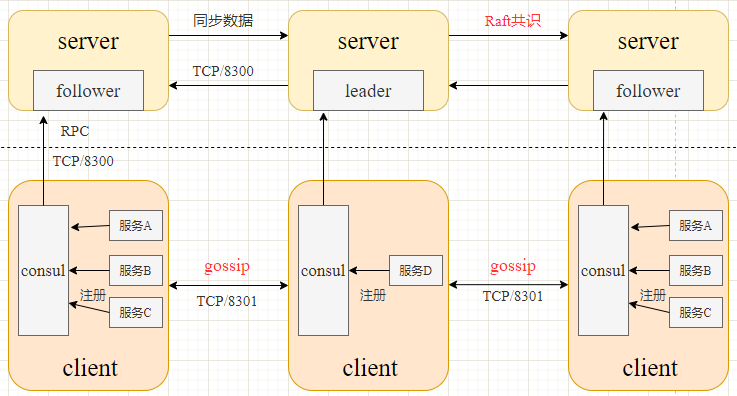 同步数据
Raft共识
server
server
server
TCP/8300
follower
leader
follower
RPC
TCP/8300
服务A
服务A
consul
服务B
gossip
consul
服务D
gossip
consul
服务B
注册
TCP/8301
注册
TCP/8301
注册
服务C
服务C
client
client
client